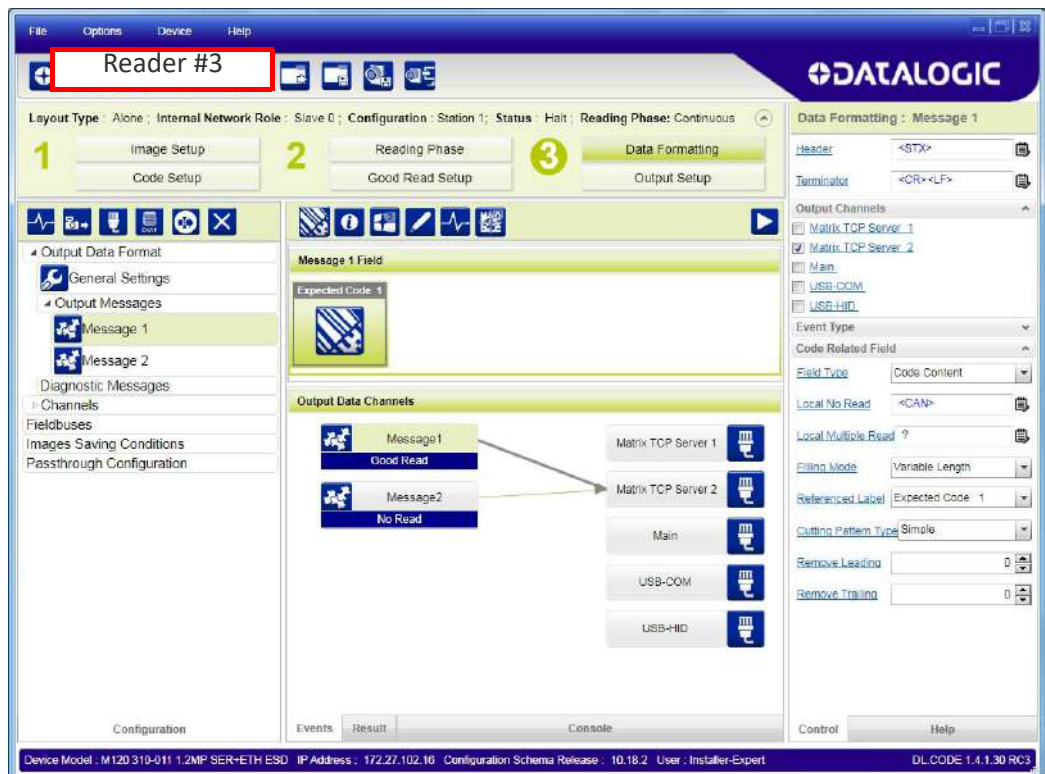 File Options Device Help
Reader #3
DATALOGIC
Layout Type : Alone ; Internal Network Role : Slave 0 ; Configuration : Station 1; Status : Halt ; Reading Phase: Continuous
1 Image Setup 2 Reading Phase 3 Data Formatting
Code Setup Good Read Setup Output Setup
Output Data Format
General Settings
Output Messages
Message 1
Message 2
Diagnostic Messages
Channels
Fieldbuses
Images Saving Conditions
Passthrough Configuration
Configuration
Message 1 Field
Expected Code 1
Output Data Channels
Message1
Good Read
Message2
No Read
Matrix TCP Server 1
Matrix TCP Server 2
Main
USB-COM
USB-HID
Events Result Console
Data Formatting : Message 1
Header <STX>
Terminator <CR><LF>
Output Channels
Matrix TCP Server 1
Matrix TCP Server 2
Main
USB-COM
USB-HID
Event Type
Code Related Field
Field Type Code Content
Local No Read <CAN>
Local Multiple Read ?
Filling Mode Variable Length
Referenced Label Expected Code 1
Cutting Pattern Type Simple
Remove Leading 0
Remove Trailing 0
Control Help
Device Model : M120 310-011 1.2MP SER+ETH ESD IP Address : 172.27.102.16 Configuration Schema Release : 10.18.2 User : Installer-Expert DL.CODE 1.4.1.30 RC3